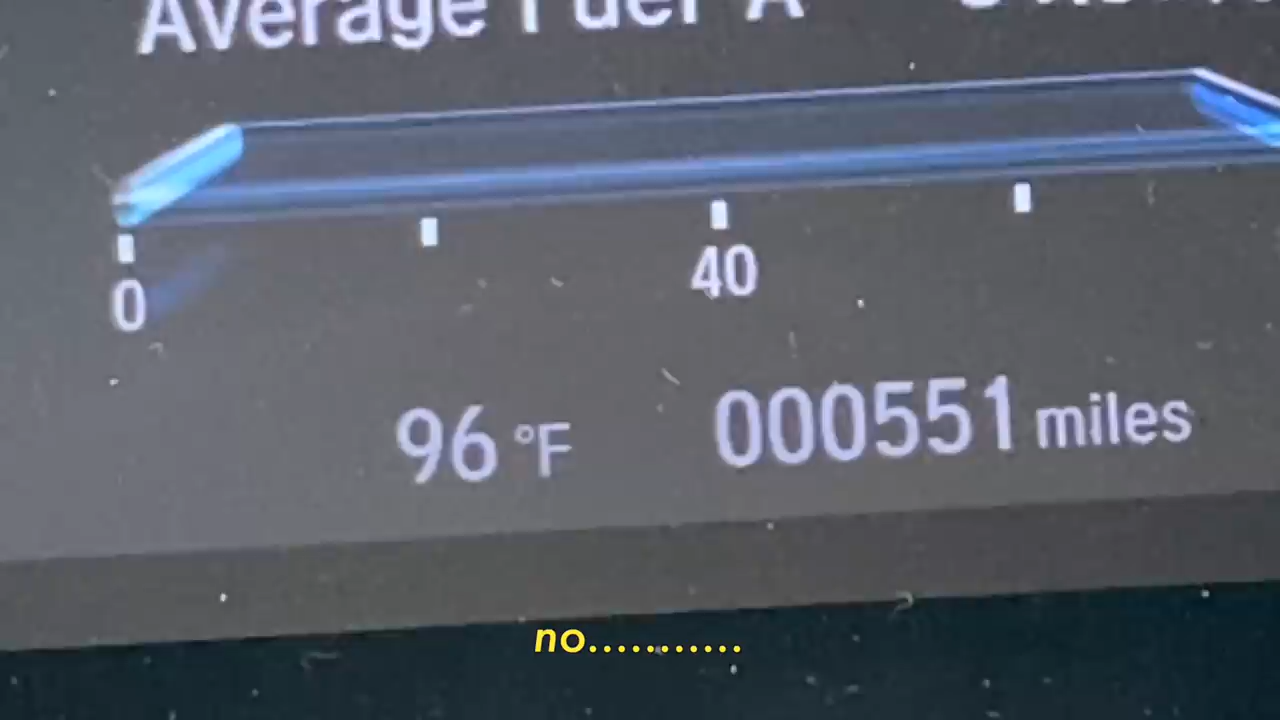 Average Fuel A
0
40
96 °F
000551 miles
no...........